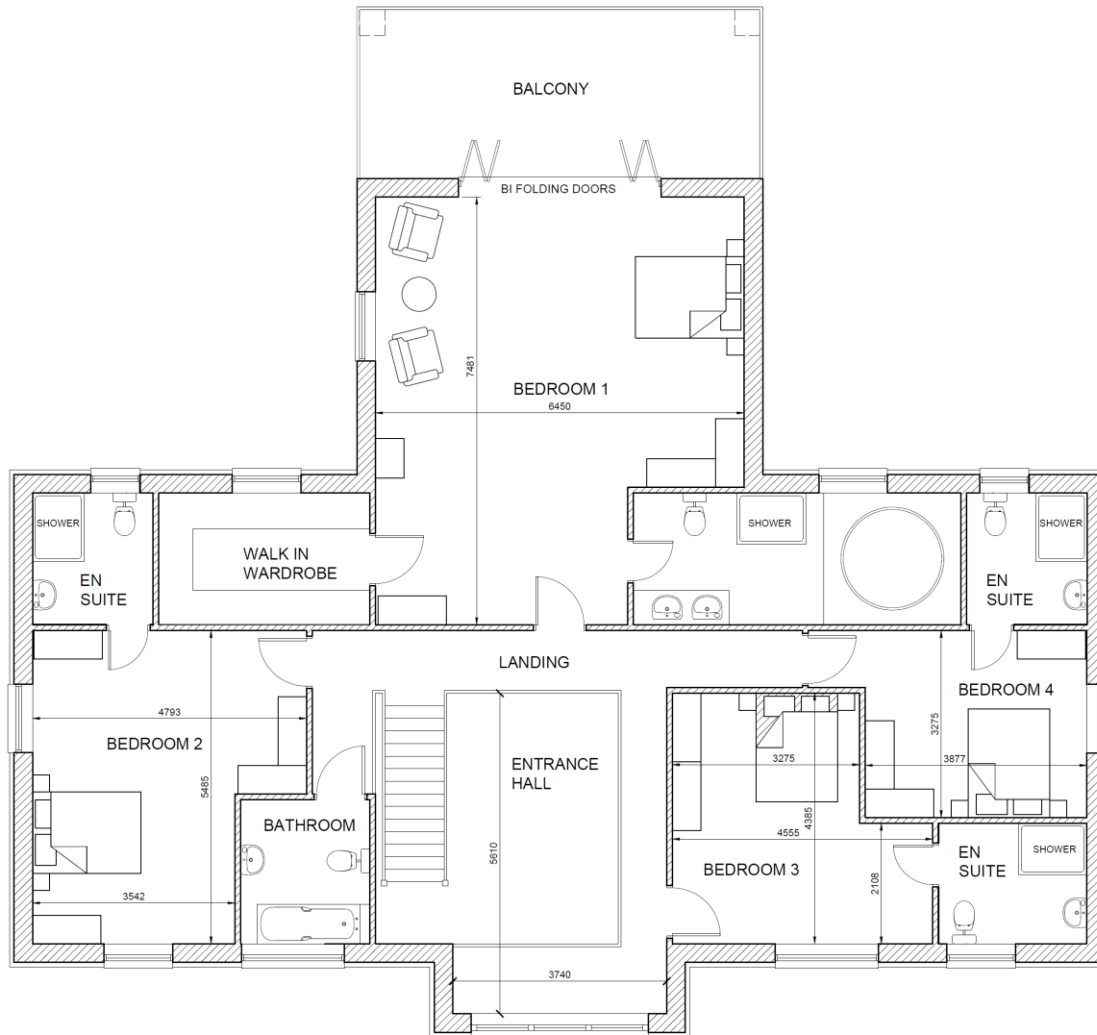 BALCONY
BI FOLDING DOORS
7481
BEDROOM 1
6450
SHOWER
EN
SUITE
WALK IN
WARDROBE
SHOWER
SHOWER
EN
SUITE
LANDING
4793
BEDROOM 2
5485
3542
BATHROOM
ENTRANCE
HALL
5610
3740
3275
4385
4555
BEDROOM 3
2108
BEDROOM 4
3275
3877
EN
SUITE
SHOWER